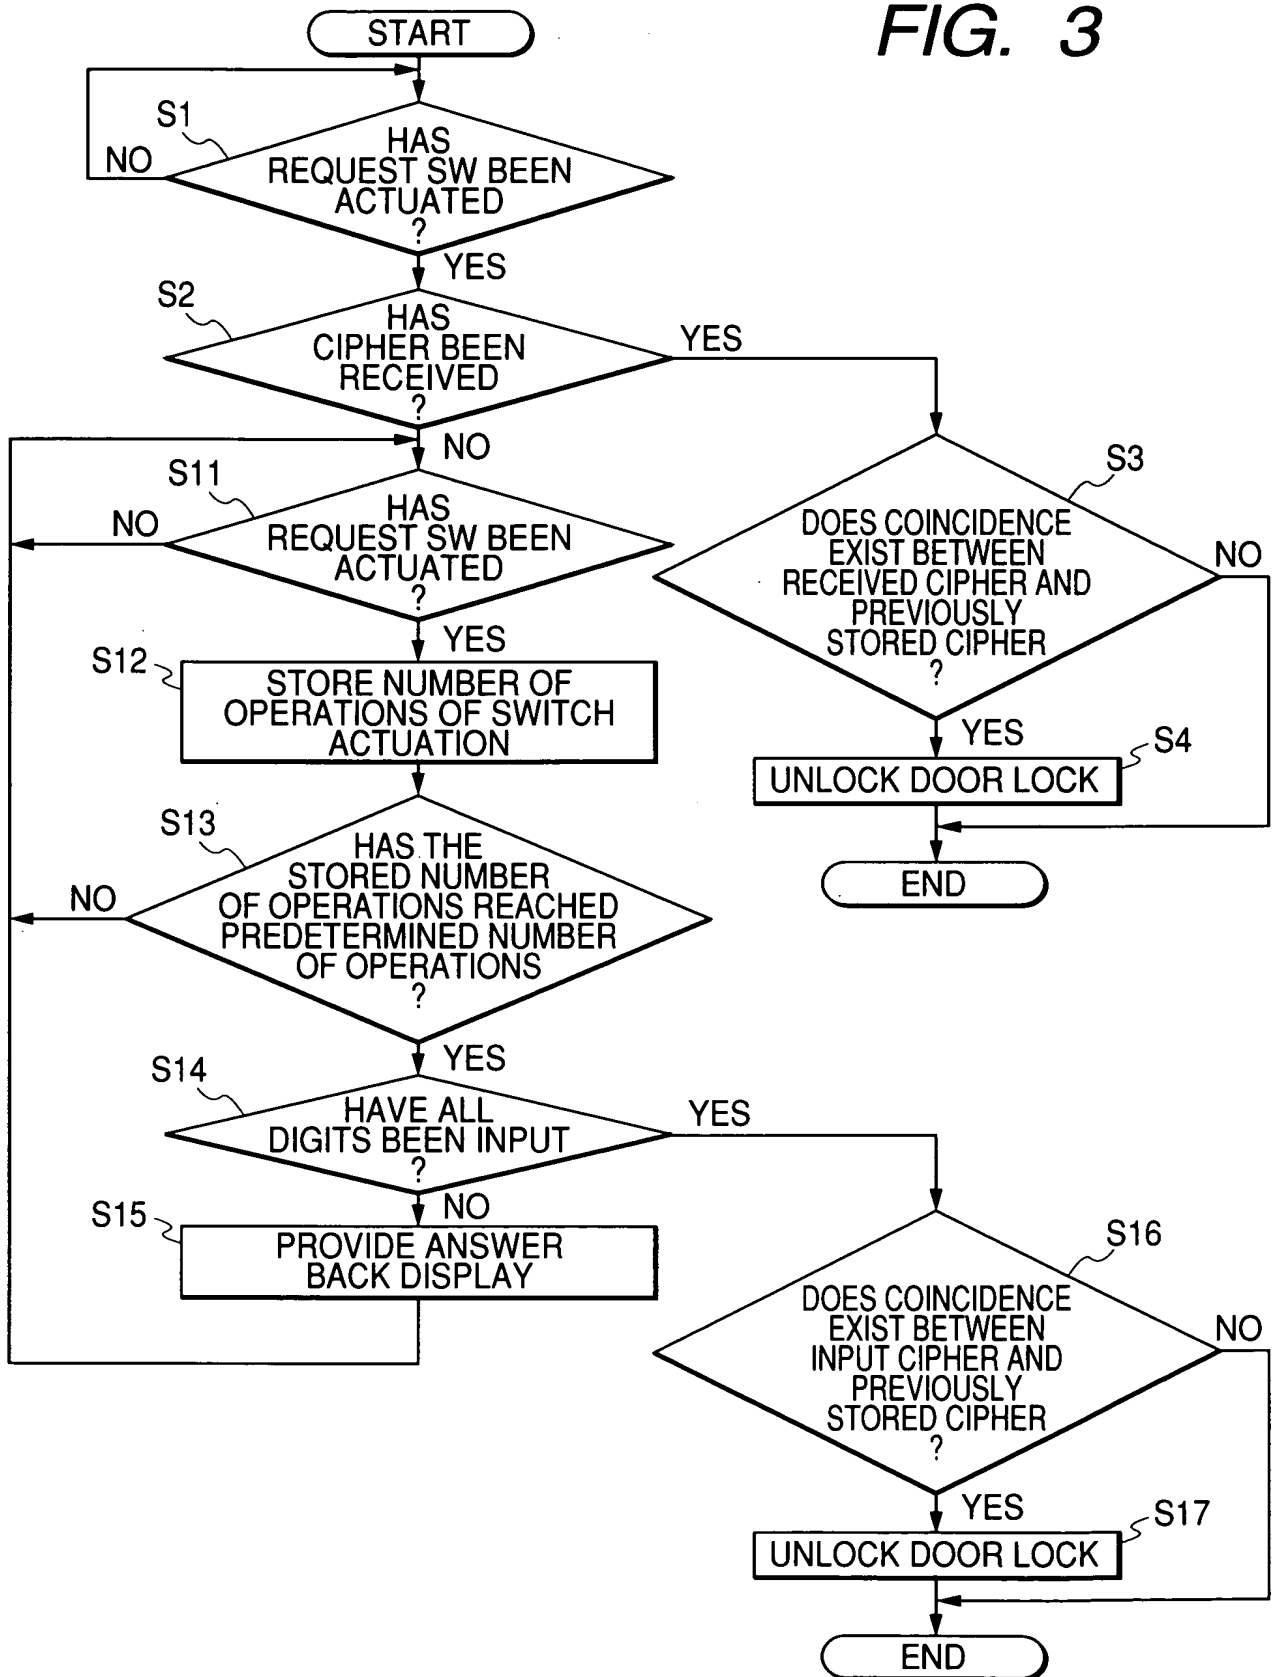 FIG. 3
START
S1
HAS
REQUEST SW BEEN
ACTUATED
?
NO
YES
S2
HAS
CIPHER BEEN
RECEIVED
?
YES
NO
S3
DOES COINCIDENCE
EXIST BETWEEN
RECEIVED CIPHER AND
PREVIOUSLY
STORED CIPHER
?
NO
YES
S4
UNLOCK DOOR LOCK
END
S11
HAS
REQUEST SW BEEN
ACTUATED
?
NO
YES
S12
STORE NUMBER OF
OPERATIONS OF SWITCH
ACTUATION
S13
HAS THE
STORED NUMBER
OF OPERATIONS REACHED
PREDETERMINED NUMBER
OF OPERATIONS
?
NO
YES
S14
HAVE ALL
DIGITS BEEN INPUT
?
YES
NO
S15
PROVIDE ANSWER
BACK DISPLAY
S16
DOES COINCIDENCE
EXIST BETWEEN
INPUT CIPHER AND
PREVIOUSLY
STORED CIPHER
?
NO
YES
S17
UNLOCK DOOR LOCK
END